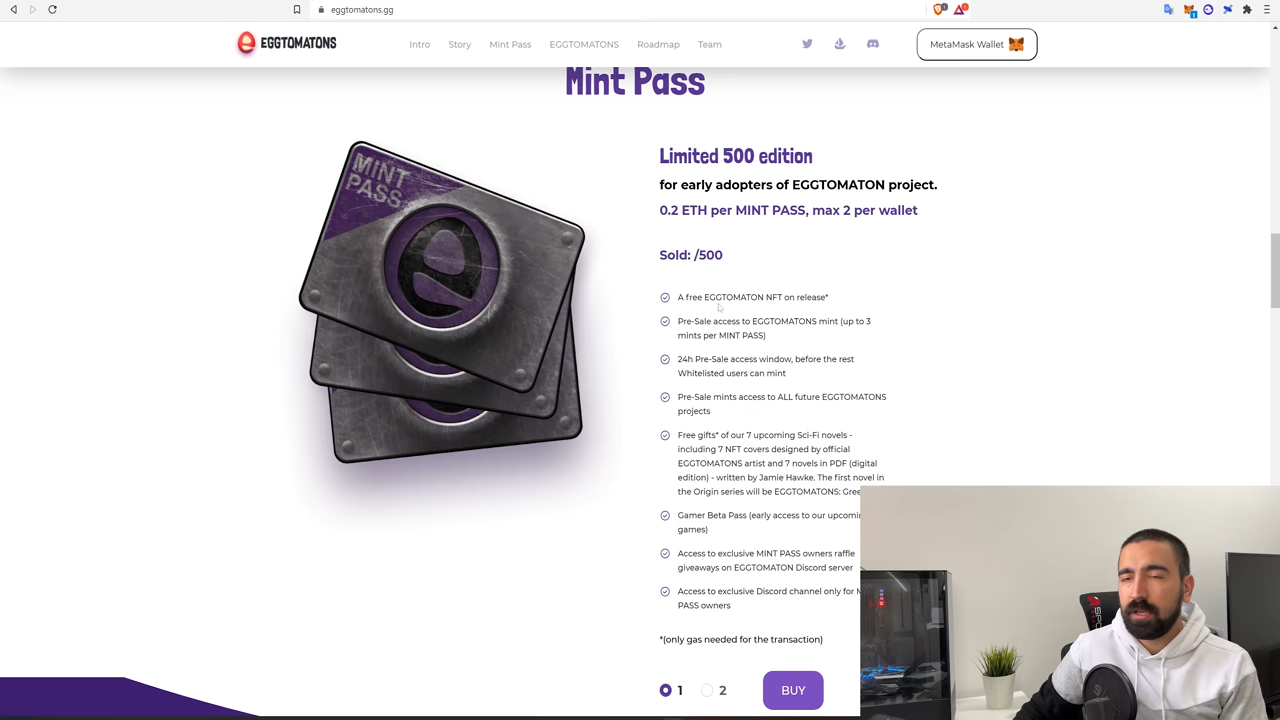 eggtomatons.gg
EGGTOMATONS
Intro
Story
Mint Pass
EGGTOMATONS
Roadmap
Team
MetaMask Wallet
Mint Pass
MINT
PASS
Limited 500 edition
for early adopters of EGGTOMATON project.
0.2 ETH per MINT PASS, max 2 per wallet
Sold: /500
A free EGGTOMATON NFT on release*
Pre-Sale access to EGGTOMATONS mint (up to 3
mints per MINT PASS)
24h Pre-Sale access window, before the rest
Whitelisted users can mint
Pre-Sale mints access to ALL future EGGTOMATONS
projects
Free gifts* of our 7 upcoming Sci-Fi novels -
including 7 NFT covers designed by official
EGGTOMATONS artist and 7 novels in PDF (digital
edition) - written by Jamie Hawke. The first novel in
the Origin series will be EGGTOMATONS:
Gamer Beta Pass (early access to our
games)
Access to exclusive MINT PASS owners raffle
giveaways on EGGTOMATON Discord server
Access to exclusive Discord channel only for
PASS owners
*(only gas needed for the transaction)
1
2
BUY